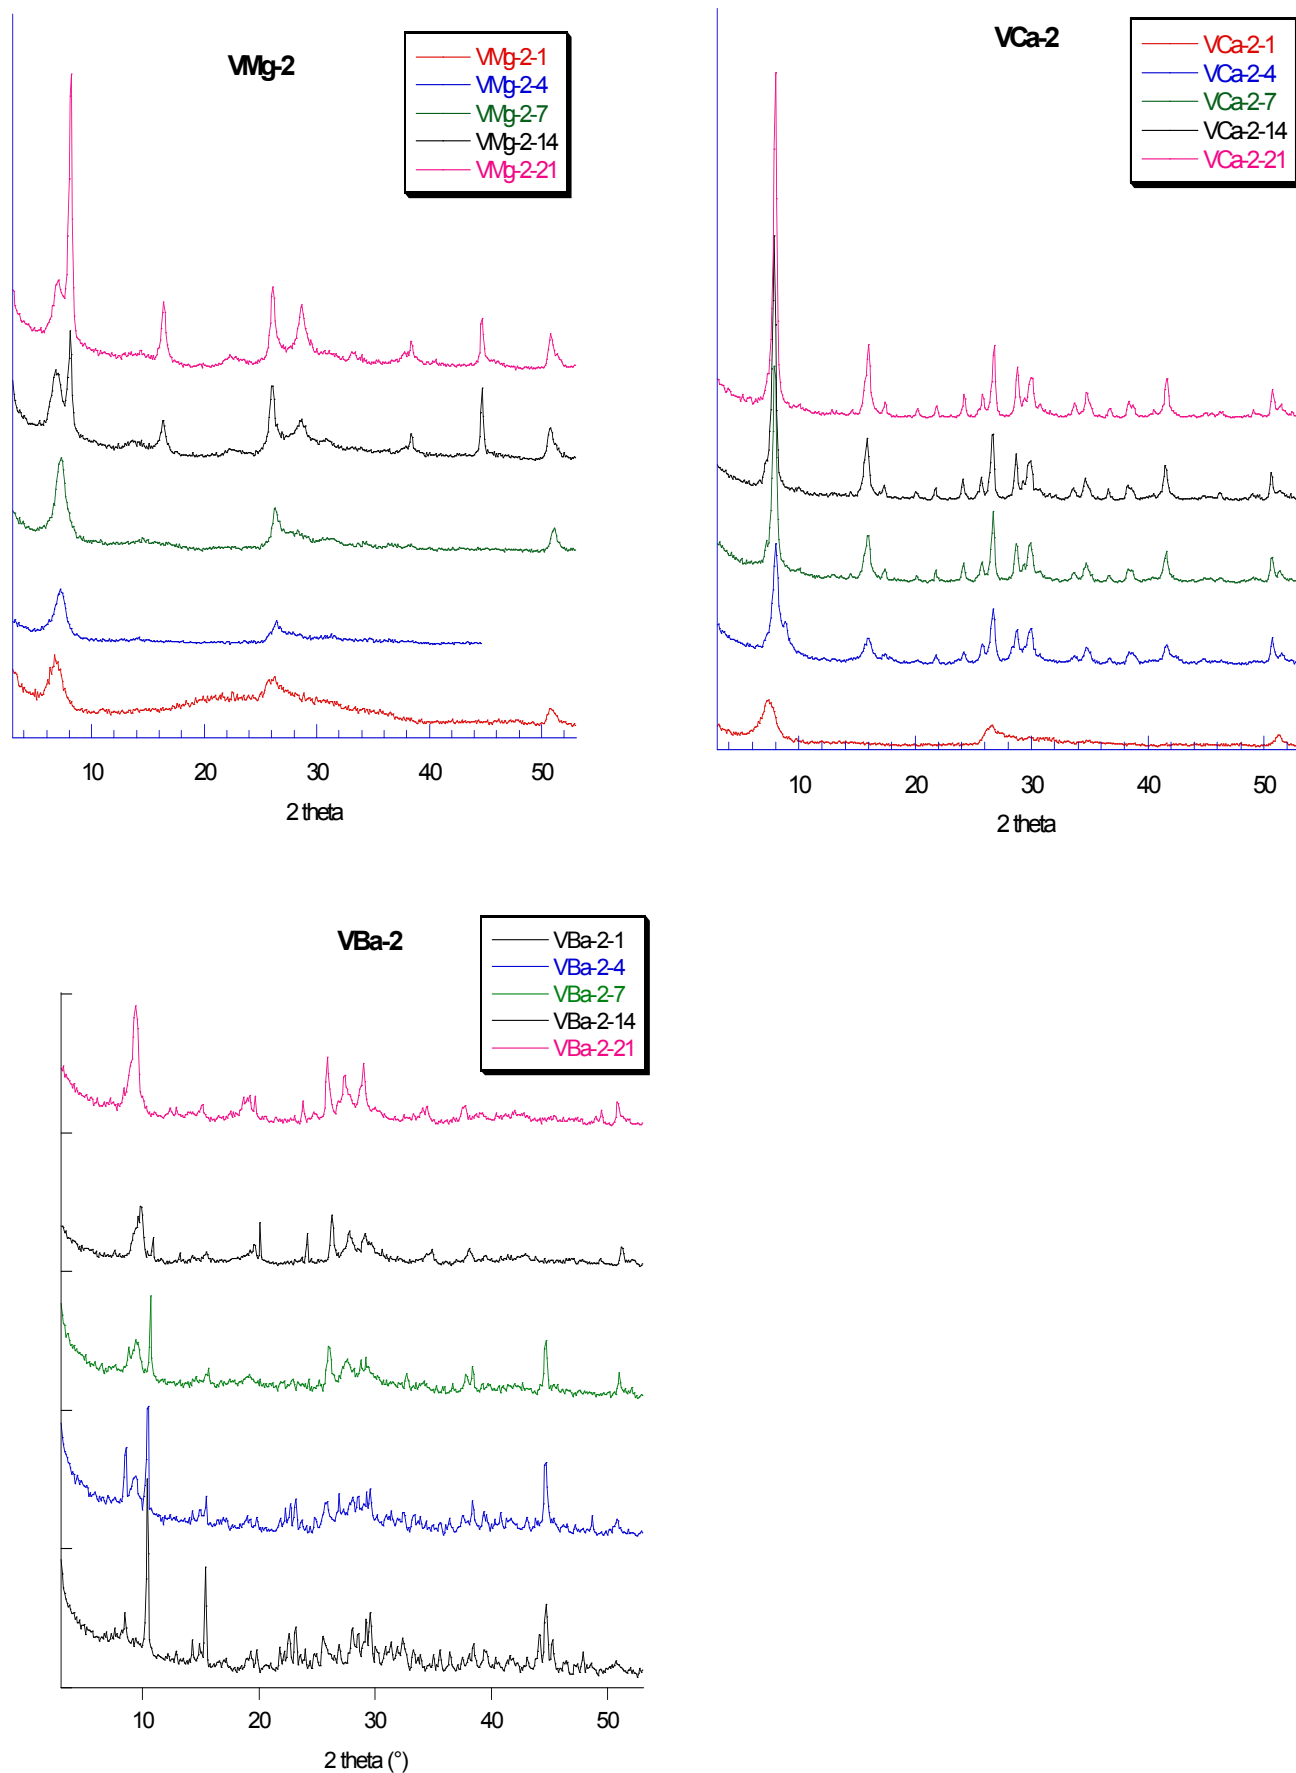 VMg-2
VMg-2-1
VMg-2-4
VMg-2-7
VMg-2-14
VMg-2-21
10 20 30 40 50
2 theta
VCa-2
VCa-2-1
VCa-2-4
VCa-2-7
VCa-2-14
VCa-2-21
10 20 30 40 50
2 theta
VBa-2
VBa-2-1
VBa-2-4
VBa-2-7
VBa-2-14
VBa-2-21
10 20 30 40 50
2 theta (°)